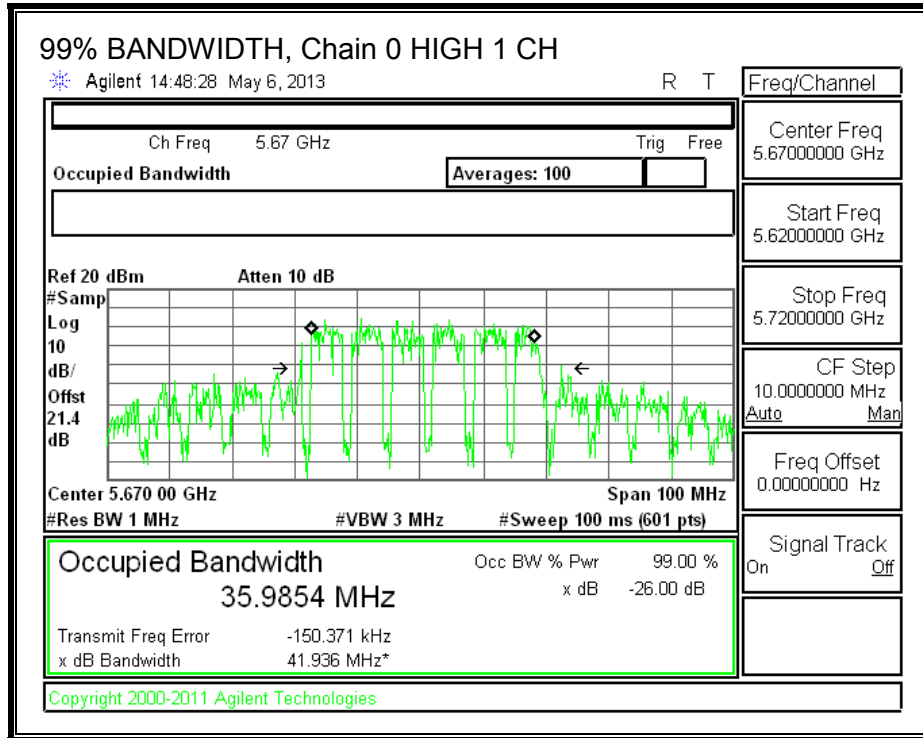 99% BANDWIDTH, Chain 0 HIGH 1 CH
Agilent 14:48:28 May 6, 2013 R T
Ch Freq 5.67 GHz Trig Free
Occupied Bandwidth Averages: 100
Ref 20 dBm Atten 10 dB
#Samp
Log
10
dB/
Offst
21.4
dB
Center 5.670 00 GHz Span 100 MHz
#Res BW 1 MHz #VBW 3 MHz #Sweep 100 ms (601 pts)
Occupied Bandwidth Occ BW % Pwr 99.00 %
35.9854 MHz x dB -26.00 dB
Transmit Freq Error -150.371 kHz
x dB Bandwidth 41.936 MHz*
Copyright 2000-2011 Agilent Technologies
Freq/Channel
Center Freq
5.67000000 GHz
Start Freq
5.62000000 GHz
Stop Freq
5.72000000 GHz
CF Step
10.0000000 MHz
Auto Man
Freq Offset
0.00000000 Hz
Signal Track
On Off